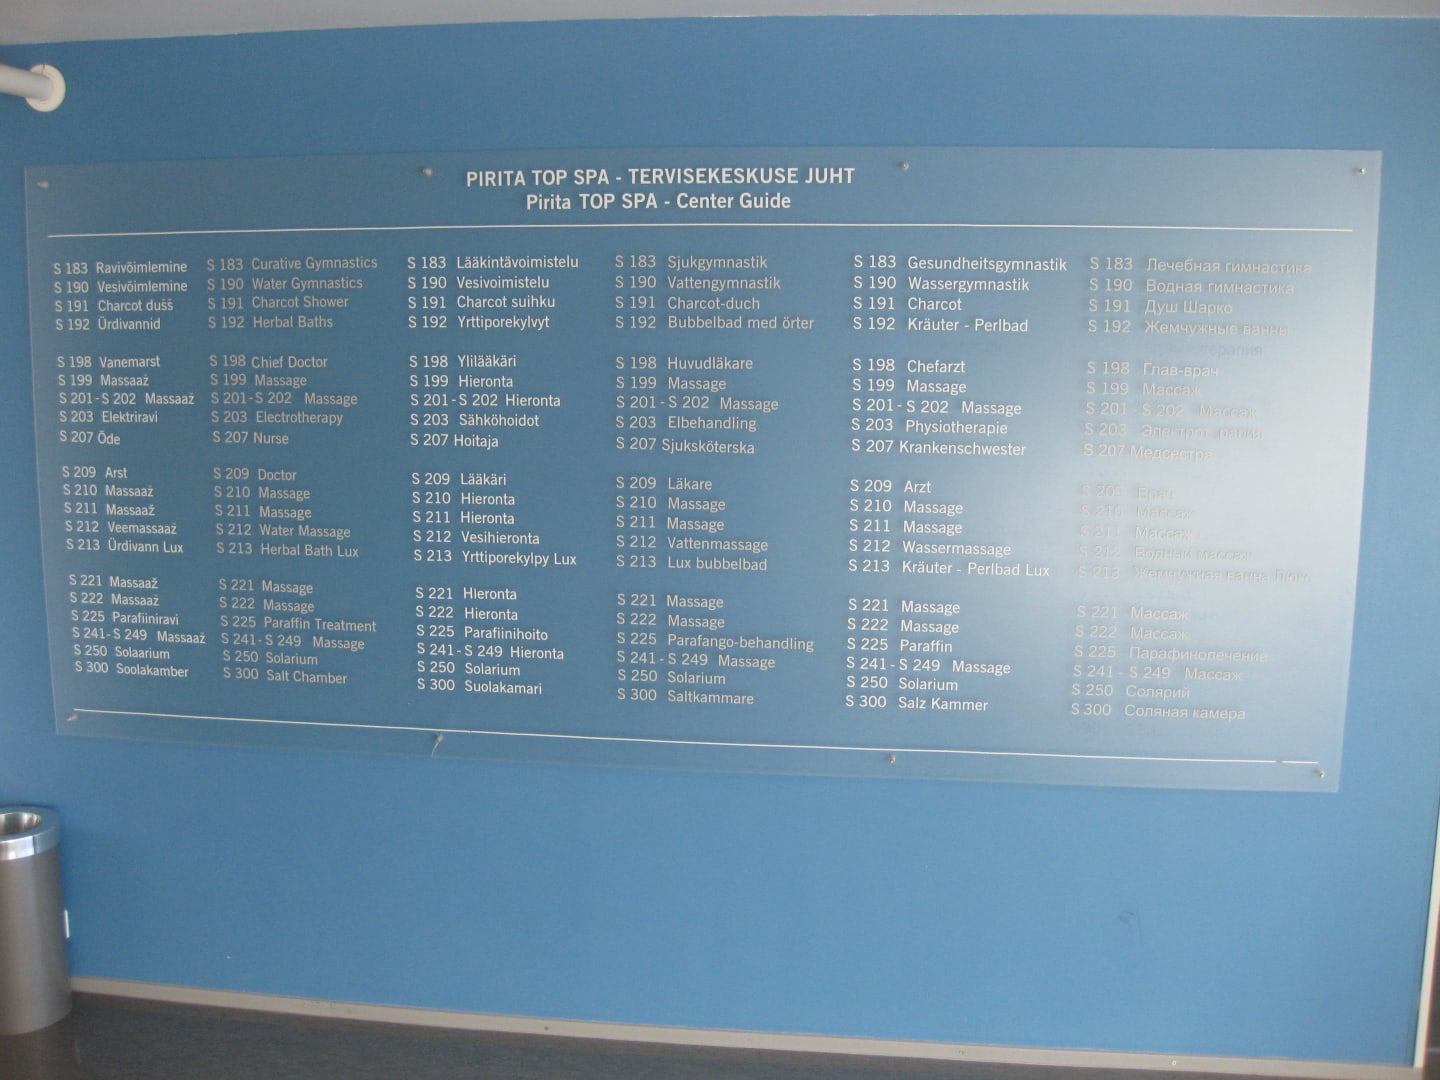 PIRITA TOP SPA - TERVISEKESKUSE JUHT
Pirita TOP SPA - Center Guide
S 183 Ravivõimlemine
S 190 Vesivõimlemine
S 191 Charcot dušš
S 192 Ürdivannid
S 198 Vanemarst
S 199 Massaaž
S 201-S 202 Massaaž
S 203 Elektriravi
S 207 Õde
S 209 Arst
S 210 Massaaž
S 211 Massaaž
S 212 Veemassaaž
S 213 Ürdivann Lux
S 221 Massaaž
S 222 Massaaž
S 225 Parafiiniravi
S 241-S 249 Massaaž
S 250 Solaarium
S 300 Soolakamber
S 183 Curative Gymnastics
S 190 Water Gymnastics
S 191 Charcot Shower
S 192 Herbal Baths
S 198 Chief Doctor
S 199 Massage
S 201-S 202 Massage
S 203 Electrotherapy
S 207 Nurse
S 209 Doctor
S 210 Massage
S 211 Massage
S 212 Water Massage
S 213 Herbal Bath Lux
S 221 Massage
S 222 Massage
S 225 Paraffin Treatment
S 241-S 249 Massage
S 250 Solarium
S 300 Salt Chamber
S 183 Lääkintävoimistelu
S 190 Vesivoimistelu
S 191 Charcot suihku
S 192 Yrttiporekylvyt
S 198 Ylilääkäri
S 199 Hieronta
S 201-S 202 Hieronta
S 203 Sähköhoidot
S 207 Hoitaja
S 209 Lääkäri
S 210 Hieronta
S 211 Hieronta
S 212 Vesihieronta
S 213 Yrttiporekylpy Lux
S 221 Hieronta
S 222 Hieronta
S 225 Parafiinihoito
S 241-S 249 Hieronta
S 250 Solarium
S 300 Suolakamari
S 183 Sjukgymnastik
S 190 Vattengymnastik
S 191 Charcot-duch
S 192 Bubbelbad med örter
S 198 Huvudläkare
S 199 Massage
S 201-S 202 Massage
S 203 Elbehandling
S 207 Sjuksköterska
S 209 Läkare
S 210 Massage
S 211 Massage
S 212 Vattenmassage
S 213 Lux bubbelbad
S 221 Massage
S 222 Massage
S 225 Parafango-behandling
S 241-S 249 Massage
S 250 Solarium
S 300 Saltkammare
S 183 Gesundheitsgymnastik
S 190 Wassergymnastik
S 191 Charcot
S 192 Kräuter - Perlbad
S 198 Chefarzt
S 199 Massage
S 201-S 202 Massage
S 203 Physiotherapie
S 207 Krankenschwester
S 209 Arzt
S 210 Massage
S 211 Massage
S 212 Wassermassage
S 213 Kräuter - Perlbad Lux
S 221 Massage
S 222 Massage
S 225 Paraffin
S 241-S 249 Massage
S 250 Solarium
S 300 Salz Kammer
S 183 Лечебная гимнастика
S 190 Водная гимнастика
S 191 Душ Шарко
S 192 Жемчужные ванны
S 198 Глав-врач
S 199 Массаж
S 201-S 202 Массаж
S 203
S 207 Медсестра
S 209 Врач
S 210 Массаж
S 211 Массаж
S 212 массаж
S 213 Жемчужная ванна
S 221 Массаж
S 222 Массаж
S 225 Парафинолечение
S 241-S 249 Массаж
S 250 Солярий
S 300 Соляная камера